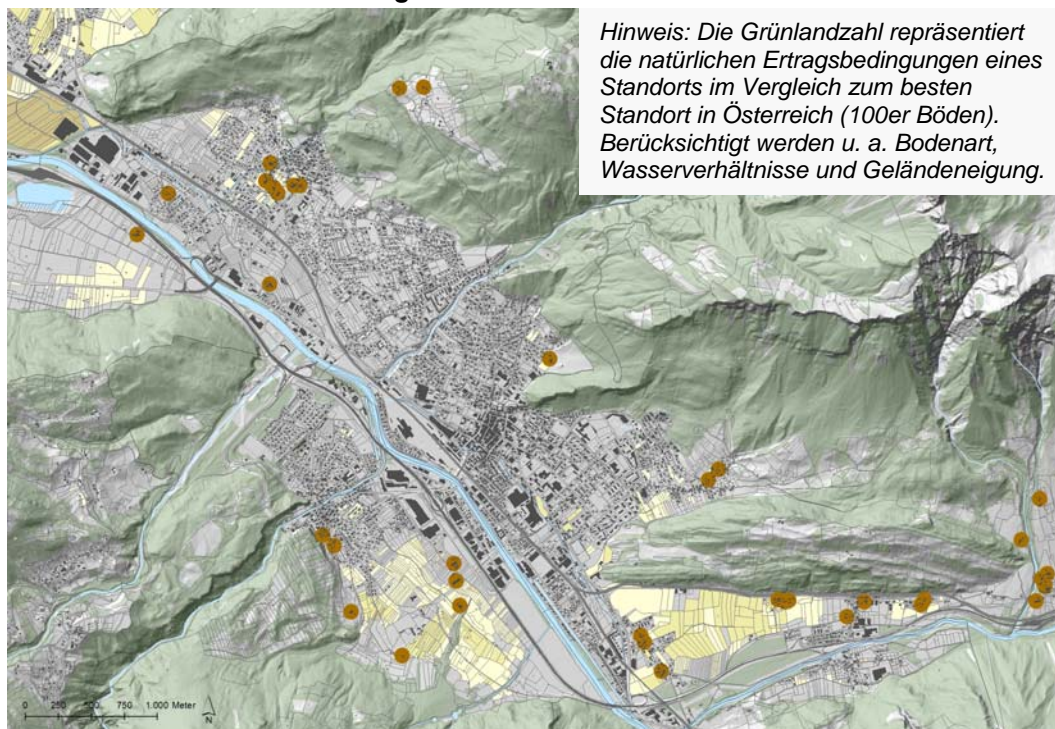 Hinweis: Die Grünlandzahl repräsentiert
die natürlichen Ertragsbedingungen eines
Standorts im Vergleich zum besten
Standort in Österreich (100er Böden).
Berücksichtigt werden u. a. Bodenart,
Wasserverhältnisse und Geländeneigung.
0 250 500 750 1.000 Meter
N